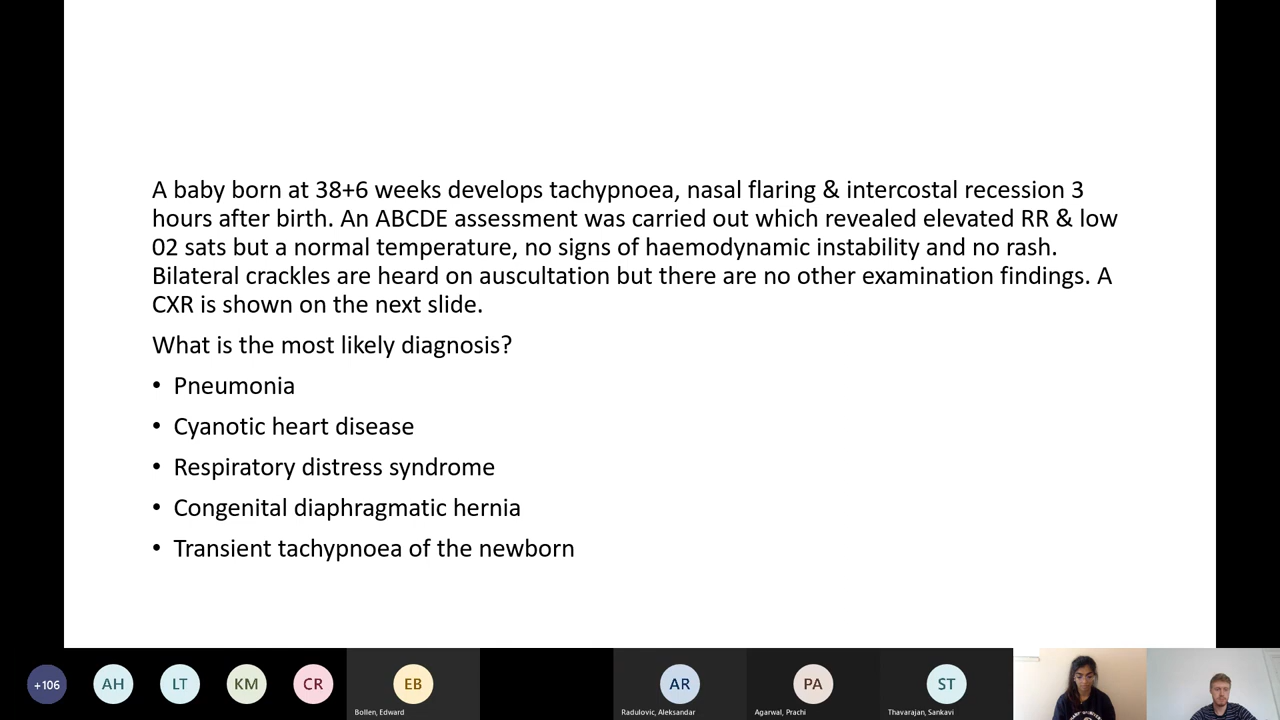 A baby born at 38+6 weeks develops tachypnoea, nasal flaring & intercostal recession 3
hours after birth. An ABCDE assessment was carried out which revealed elevated RR & low
02 sats but a normal temperature, no signs of haemodynamic instability and no rash.
Bilateral crackles are heard on auscultation but there are no other examination findings. A
CXR is shown on the next slide.
What is the most likely diagnosis?
• Pneumonia
• Cyanotic heart disease
• Respiratory distress syndrome
• Congenital diaphragmatic hernia
• Transient tachypnoea of the newborn
+106 AH LT KM CR EB AR PA ST
Bollen, Edward Radulovic, Aleksandar Agarwal, Prachi Thavarajan, Sankavi